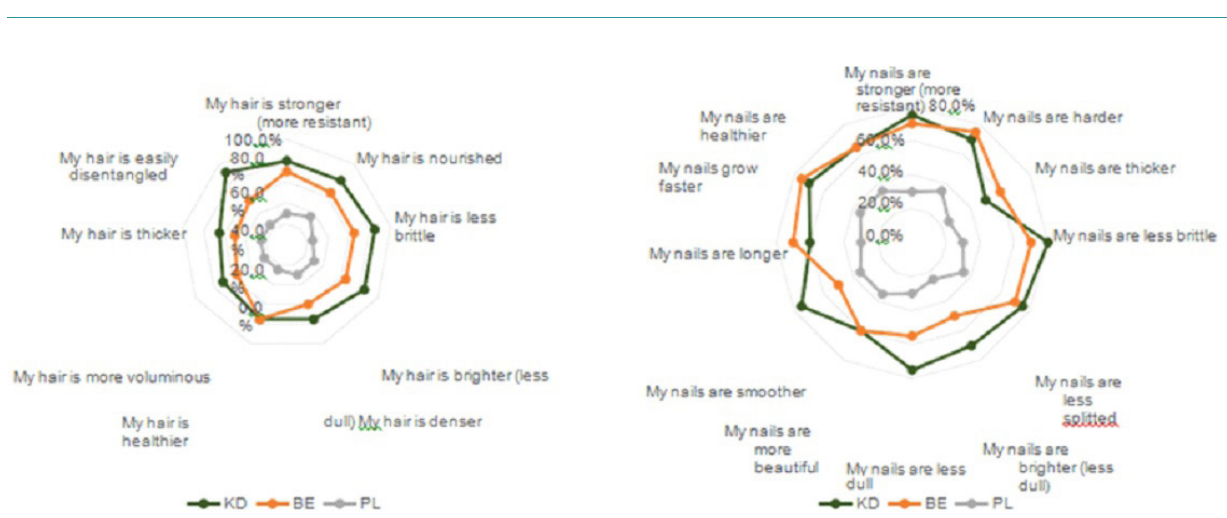 My hair is stronger
(more resistant)
100,0%
80,0
%
60,0
%
40,0
%
20,0
%
0,0
%
My hair is nourished
My hair is less
brittle
My hair is brighter (less
dull) My hair is denser
My hair is
healthier
My hair is more voluminous
My hair is thicker
My hair is easily
disentangled
KD BE PL
My nails are
stronger (more
resistant) 80,0%
60,0%
40,0%
20,0%
0,0%
My nails are harder
My nails are thicker
My nails are less brittle
My nails are
less
splitted
My nails are
brighter (less
dull)
My nails are less
dull
My nails are
more
beautiful
My nails are smoother
My nails are longer
My nails grow
faster
My nails are
healthier
KD BE PL